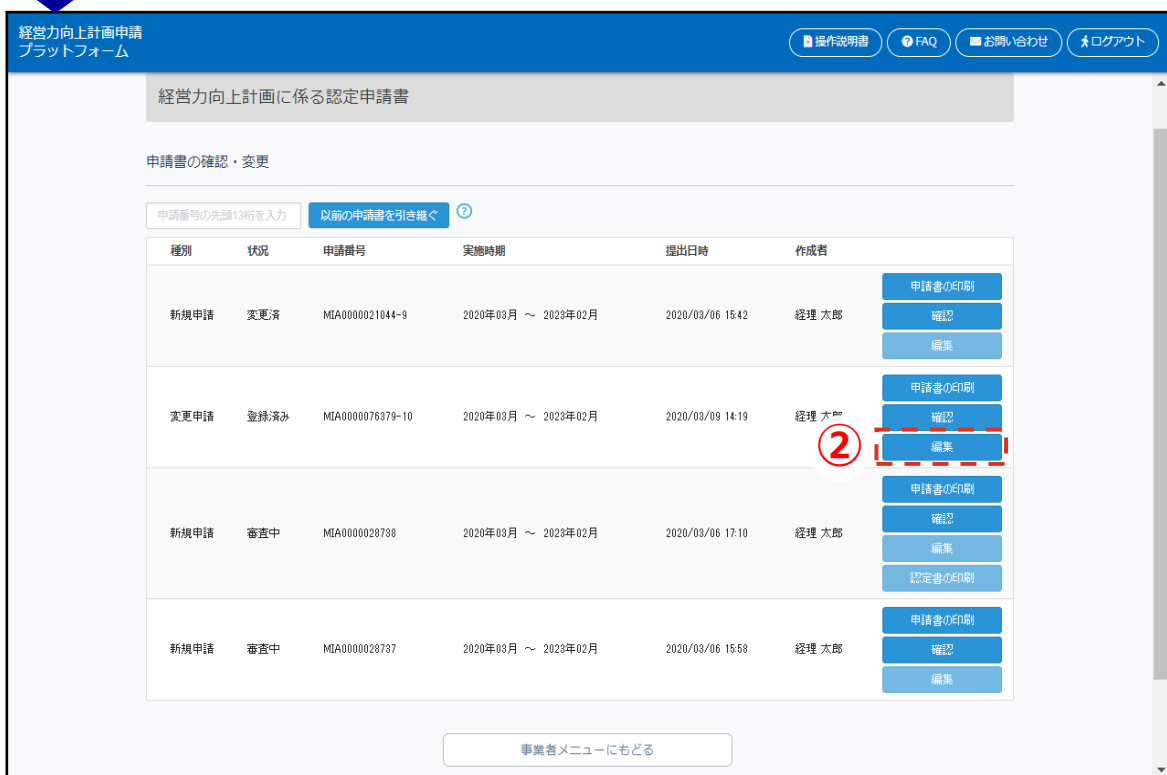 経営力向上計画申請
プラットフォーム
操作説明書 FAQ お問い合わせ ログアウト
経営力向上計画に係る認定申請書
申請書の確認・変更
申請番号の先頭13桁を入力 以前の申請書を引き継ぐ ?
種別 状況 申請番号 実施時期 提出日時 作成者
申請書の印刷
新規申請 変更済 MIA0000021044-9 2020年03月 ～ 2023年02月 2020/03/06 15:42 経理 太郎 確認
編集
申請書の印刷
変更申請 登録済み MIA0000076379-10 2020年03月 ～ 2023年02月 2020/03/09 14:19 経理 確認
② 編集
申請書の印刷
確認
新規申請 審査中 MIA0000028738 2020年03月 ～ 2023年02月 2020/03/06 17:10 経理 太郎
編集
認定書の印刷
申請書の印刷
新規申請 審査中 MIA0000028737 2020年03月 ～ 2023年02月 2020/03/06 15:58 経理 太郎 確認
編集
事業者メニューにもどる